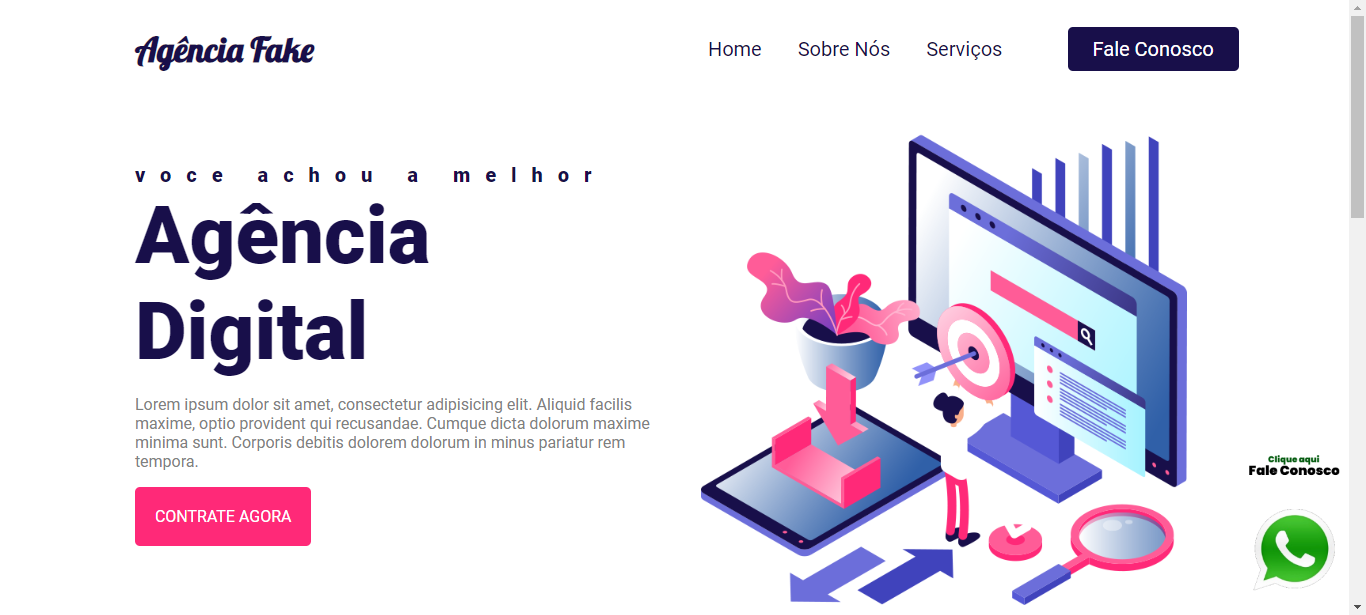 Agência Fake
Home
Sobre Nós
Serviços
Fale Conosco
voce achou a melhor
Agência
Digital
Lorem ipsum dolor sit amet, consectetur adipisicing elit. Aliquid facilis
maxime, optio provident qui recusandae. Cumque dicta dolorum maxime
minima sunt. Corporis debitis dolorem dolorum in minus pariatur rem
tempora.
CONTRATE AGORA
Clique aqui
Fale Conosco